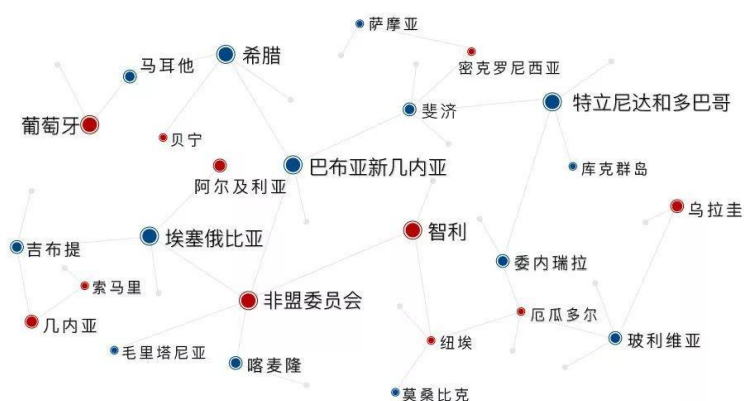 萨摩亚
马耳他
希腊
密克罗尼西亚
特立尼达和多巴哥
斐济
葡萄牙
贝宁
巴布亚新几内亚
库克群岛
阿尔及利亚
乌拉圭
智利
埃塞俄比亚
吉布提
委内瑞拉
索马里
非盟委员会
厄瓜多尔
几内亚
玻利维亚
纽埃
毛里塔尼亚
喀麦隆
莫桑比克